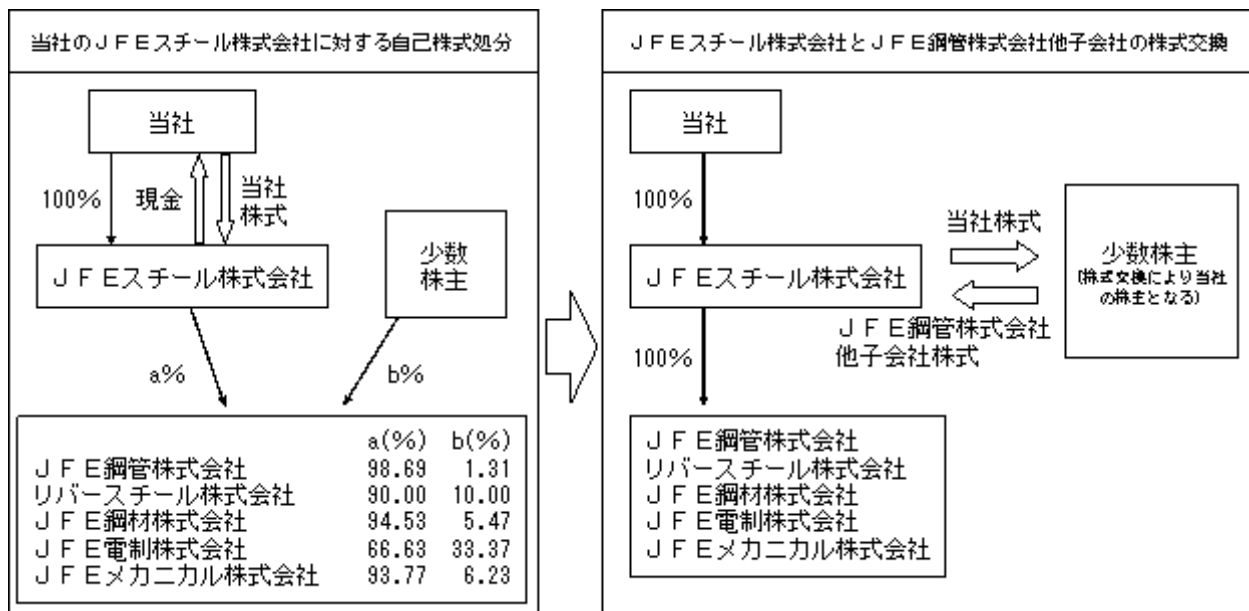 当社のＪＦＥスチール株式会社に対する自己株式処分
当社
100%
現金
当社
株式
少数
株主
ＪＦＥスチール株式会社
a%
b%
a(%) b(%)
ＪＦＥ鋼管株式会社 98.69 1.31
リバースチール株式会社 90.00 10.00
ＪＦＥ鋼材株式会社 94.53 5.47
ＪＦＥ電制株式会社 66.63 33.37
ＪＦＥメカニカル株式会社 93.77 6.23
ＪＦＥスチール株式会社とＪＦＥ鋼管株式会社他子会社の株式交換
当社
100%
当社株式
ＪＦＥスチール株式会社
少数株主
(株式交換により当社
の株主となる)
ＪＦＥ鋼管株式会社
他子会社株式
100%
ＪＦＥ鋼管株式会社
リバースチール株式会社
ＪＦＥ鋼材株式会社
ＪＦＥ電制株式会社
ＪＦＥメカニカル株式会社